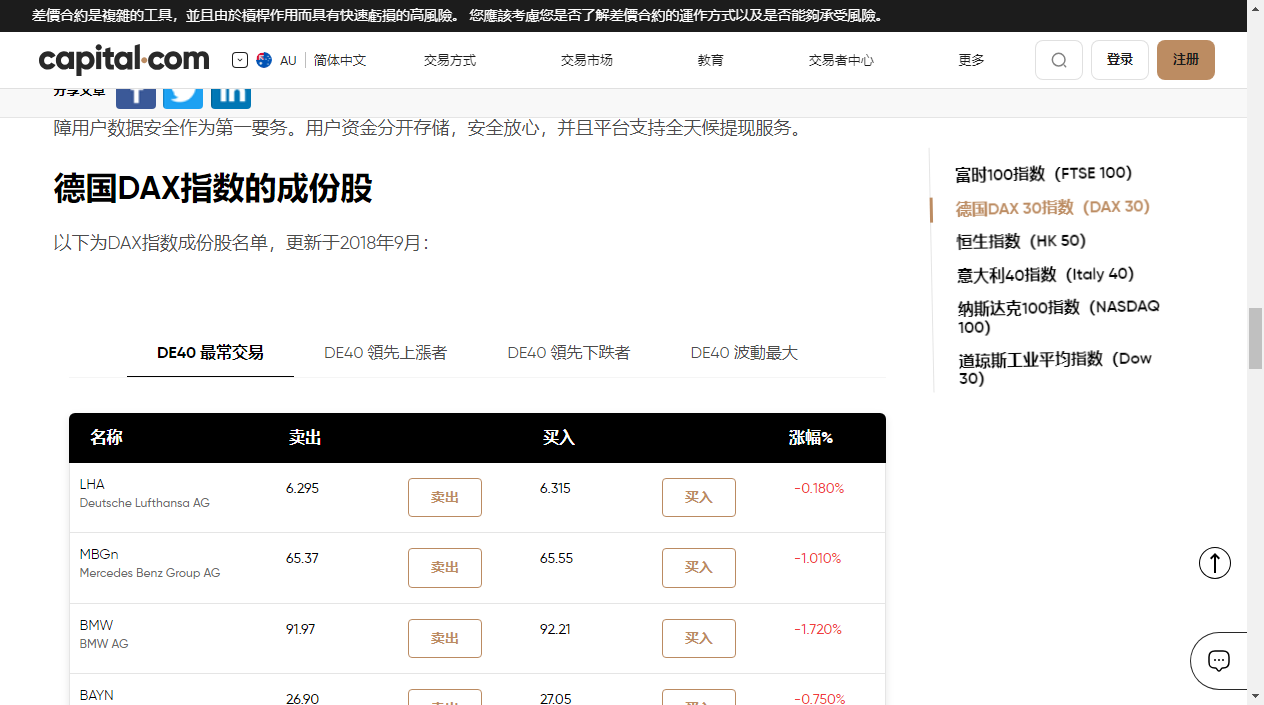 差價合約是複雜的工具，並且由於槓桿作用而具有快速虧損的高風險。 您應該考慮您是否了解差價合約的運作方式以及是否能夠承受風險。
capital.com AU 简体中文 交易方式 交易市场 教育 交易者中心 更多 登录 注册
分享文章
障用户数据安全作为第一要务。用户资金分开存储，安全放心，并且平台支持全天候提现服务。
德国DAX指数的成份股
以下为DAX指数成份股名单，更新于2018年9月：
富时100指数（FTSE 100）
德国DAX 30指数（DAX 30）
恒生指数（HK 50）
意大利40指数（Italy 40）
纳斯达克100指数（NASDAQ
100）
道琼斯工业平均指数（Dow
30）
DE40 最常交易 DE40 領先上漲者 DE40 領先下跌者 DE40 波動最大
名称 卖出 买入 涨幅%
LHA 6.295 卖出 6.315 买入 -0.180%
Deutsche Lufthansa AG
MBGn 65.37 卖出 65.55 买入 -1.010%
Mercedes Benz Group AG
BMW 91.97 卖出 92.21 买入 -1.720%
BMW AG
BAYN 26.90 卖出 27.05 买入 -0.750%